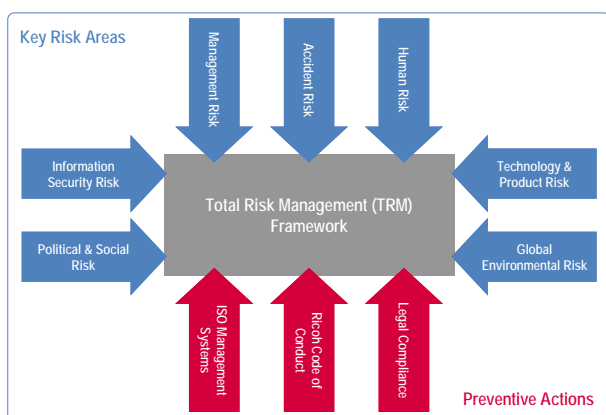 Key Risk Areas
Management Risk
Accident Risk
Human Risk
Information
Security Risk
Technology &
Product Risk
Total Risk Management (TRM)
Framework
Political & Social
Risk
Global
Environmental Risk
ISO Management
Systems
Ricoh Code of
Conduct
Legal Compliance
Preventive Actions